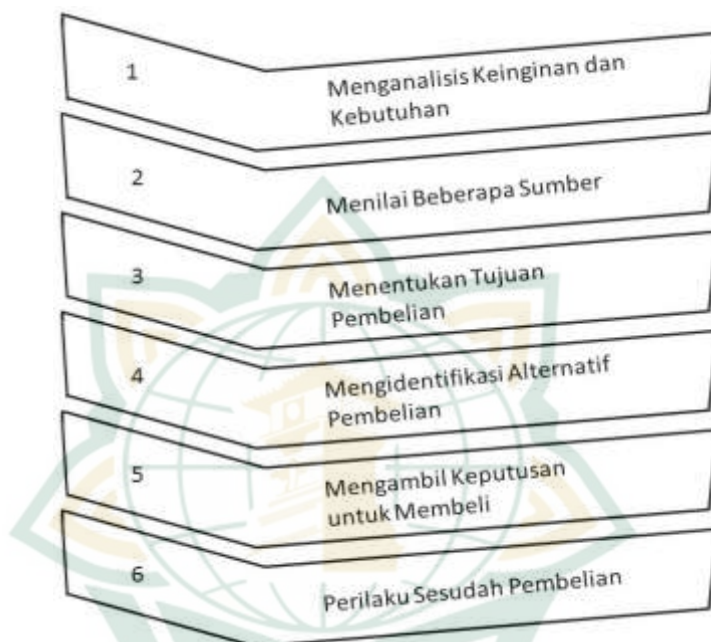 1
Menganalisis Keinginan dan
Kebutuhan
2
Menilai Beberapa Sumber
3
Menentukan Tujuan
Pembelian
4
Mengidentifikasi Alternatif
Pembelian
5
Mengambil Keputusan
untuk Membeli
6
Perilaku Sesudah Pembelian